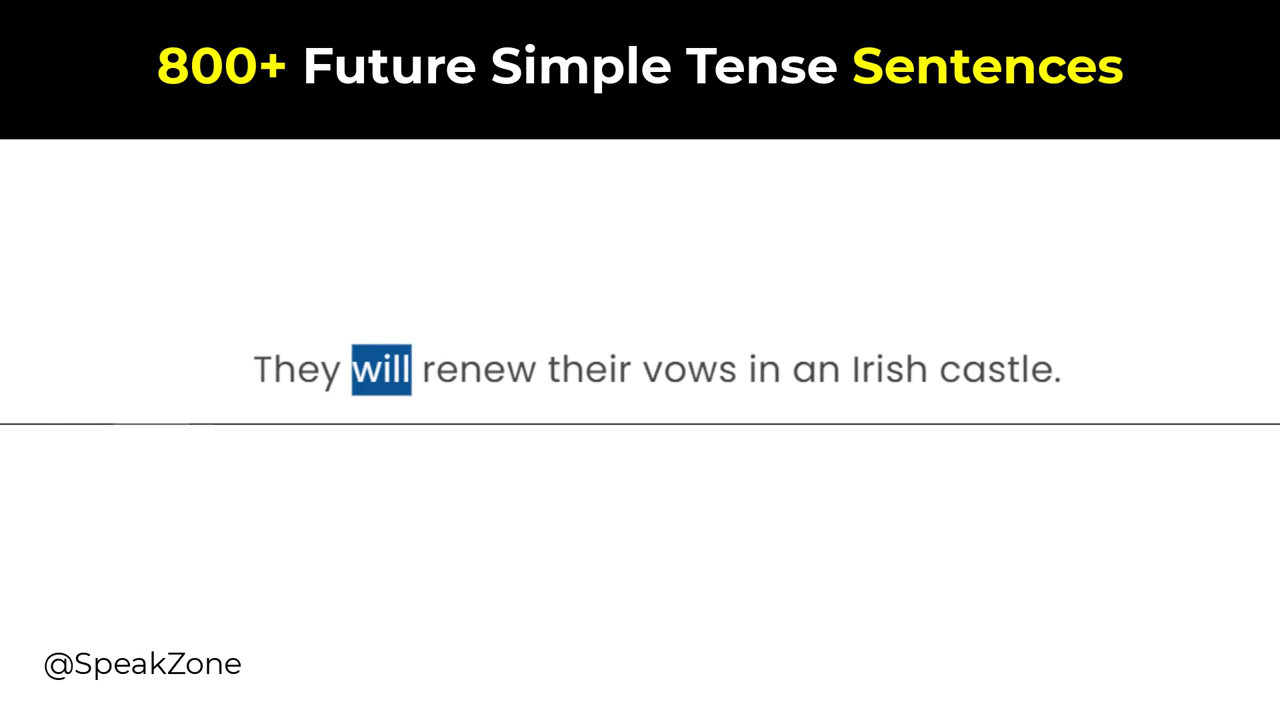 800+ Future Simple Tense Sentences
They will renew their vows in an Irish castle.
@SpeakZone